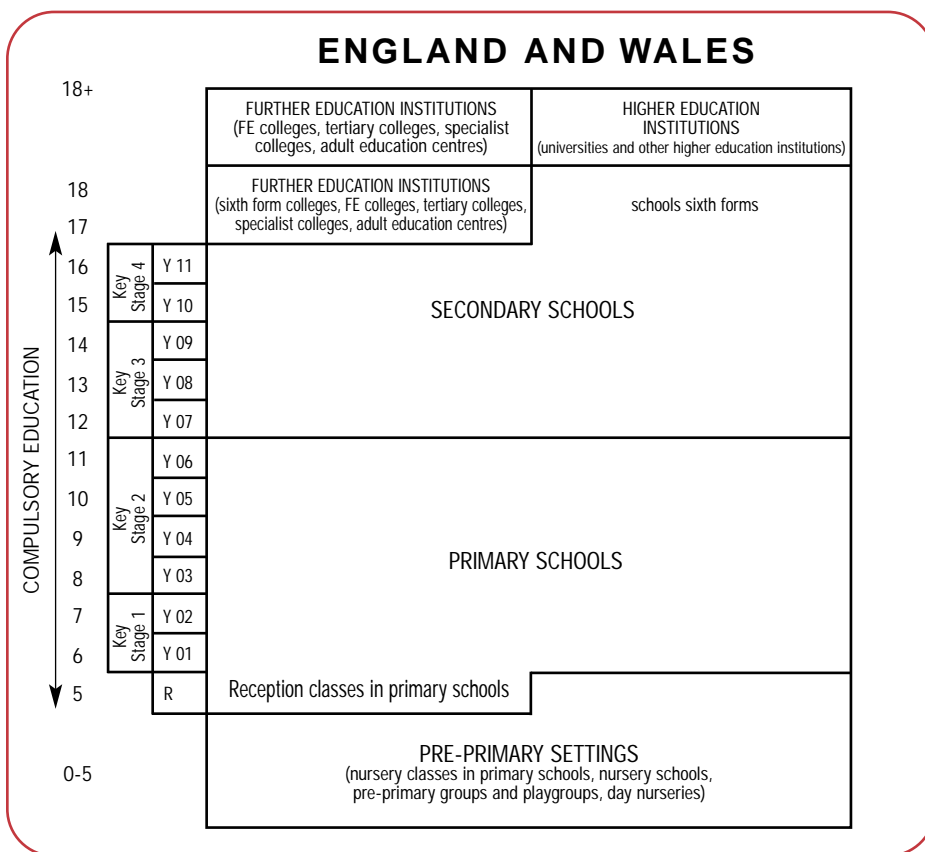 ENGLAND AND WALES
18+
FURTHER EDUCATION INSTITUTIONS
(FE colleges, tertiary colleges, specialist
colleges, adult education centres)
HIGHER EDUCATION
INSTITUTIONS
(universities and other higher education institutions)
18
FURTHER EDUCATION INSTITUTIONS
(sixth form colleges, FE colleges, tertiary colleges,
specialist colleges, adult education centres)
schools sixth forms
17
COMPULSORY EDUCATION
16
Key
Stage 4
Y 11
15
Y 10
SECONDARY SCHOOLS
14
Key
Stage 3
Y 09
13
Y 08
12
Y 07
11
Key
Stage 2
Y 06
10
Y 05
9
Y 04
8
Y 03
PRIMARY SCHOOLS
7
Key
Stage 1
Y 02
6
Y 01
5
R
Reception classes in primary schools
0-5
PRE-PRIMARY SETTINGS
(nursery classes in primary schools, nursery schools,
pre-primary groups and playgroups, day nurseries)